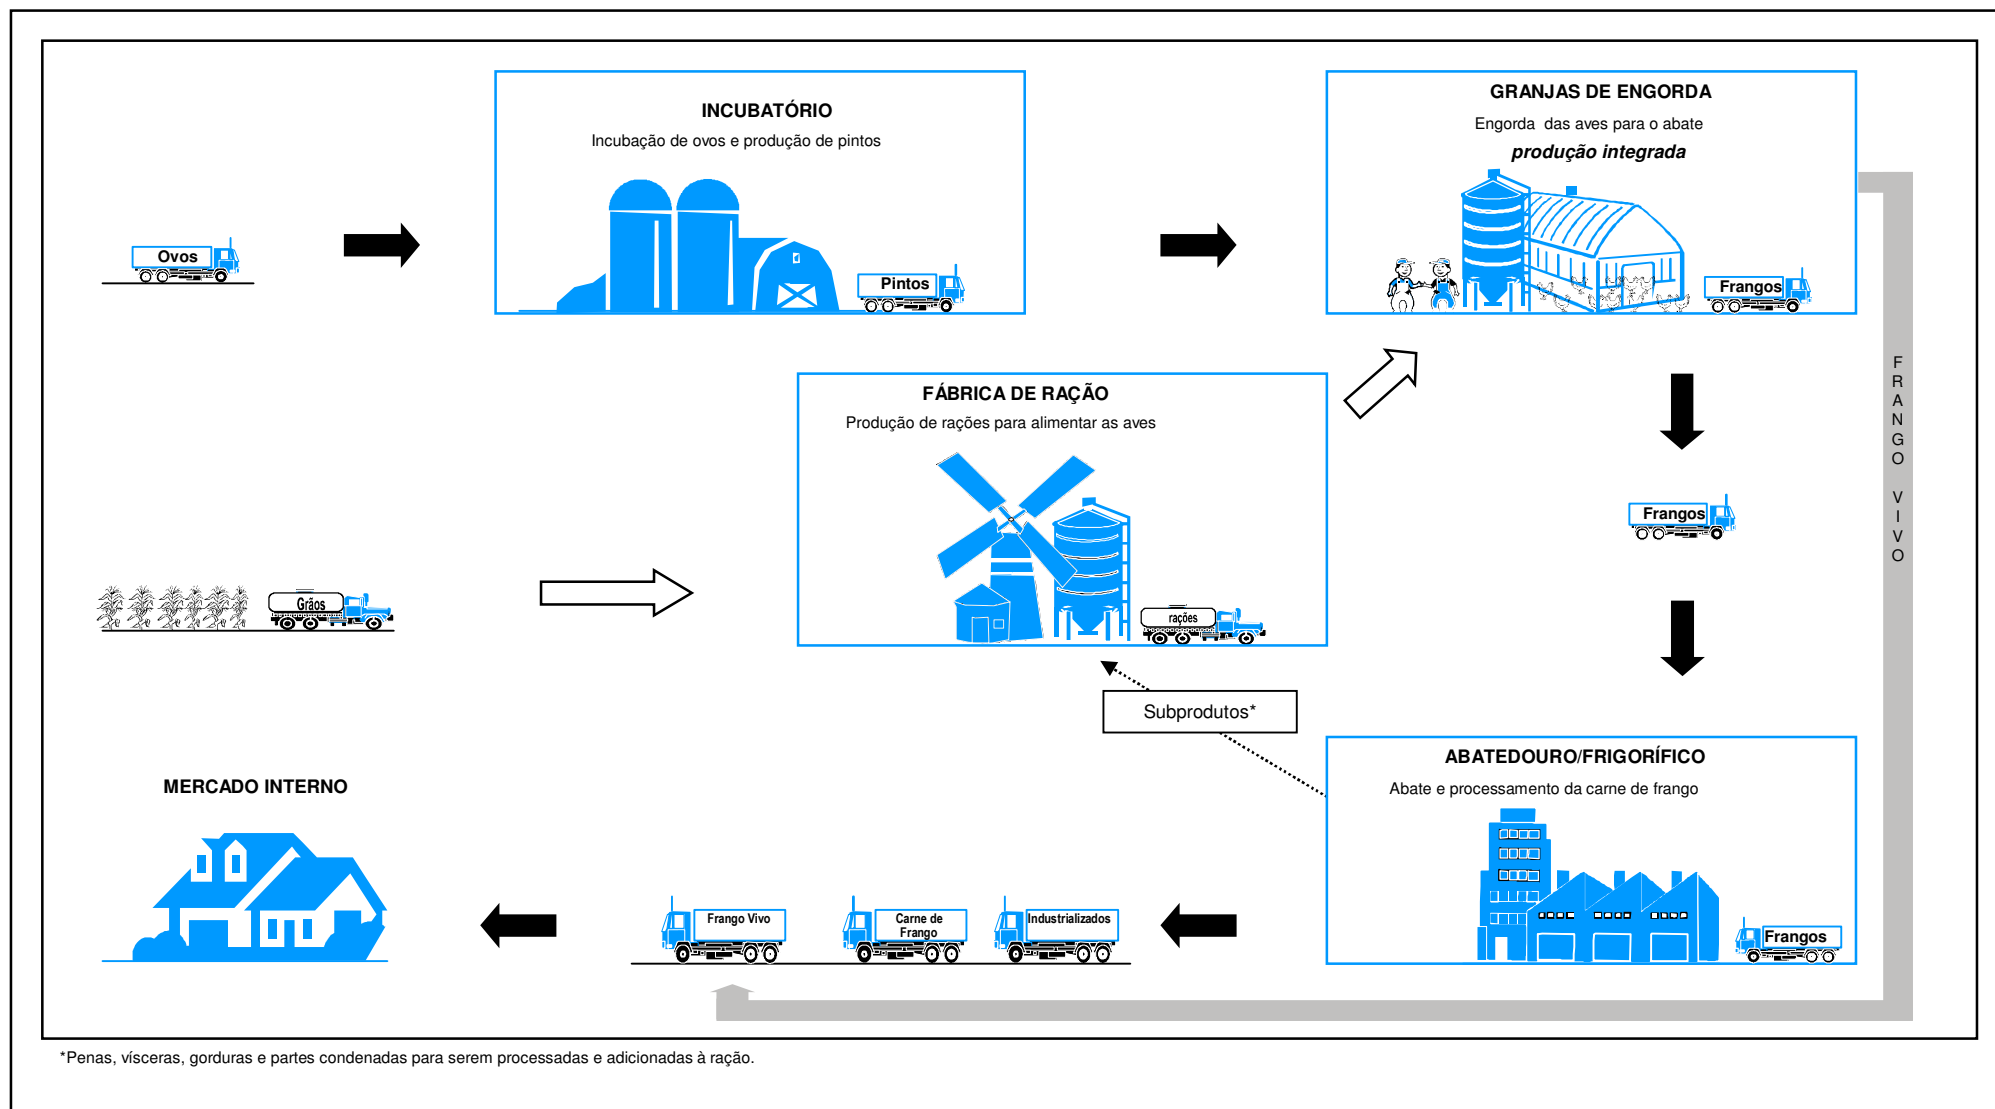 INCUBATÓRIO
Incubação de ovos e produção de pintos
GRANJAS DE ENGORDA
Engorda das aves para o abate
produção integrada
Ovos
Pintos
Frangos
FÁBRICA DE RAÇÃO
Produção de rações para alimentar as aves
FRANGO VIVO
Frangos
Grãos
rações
Subprodutos*
ABATEDOURO/FRIGORÍFICO
Abate e processamento da carne de frango
MERCADO INTERNO
Frango Vivo
Carne de
Frango
Industrializados
Frangos
*Penas, vísceras, gorduras e partes condenadas para serem processadas e adicionadas à ração.